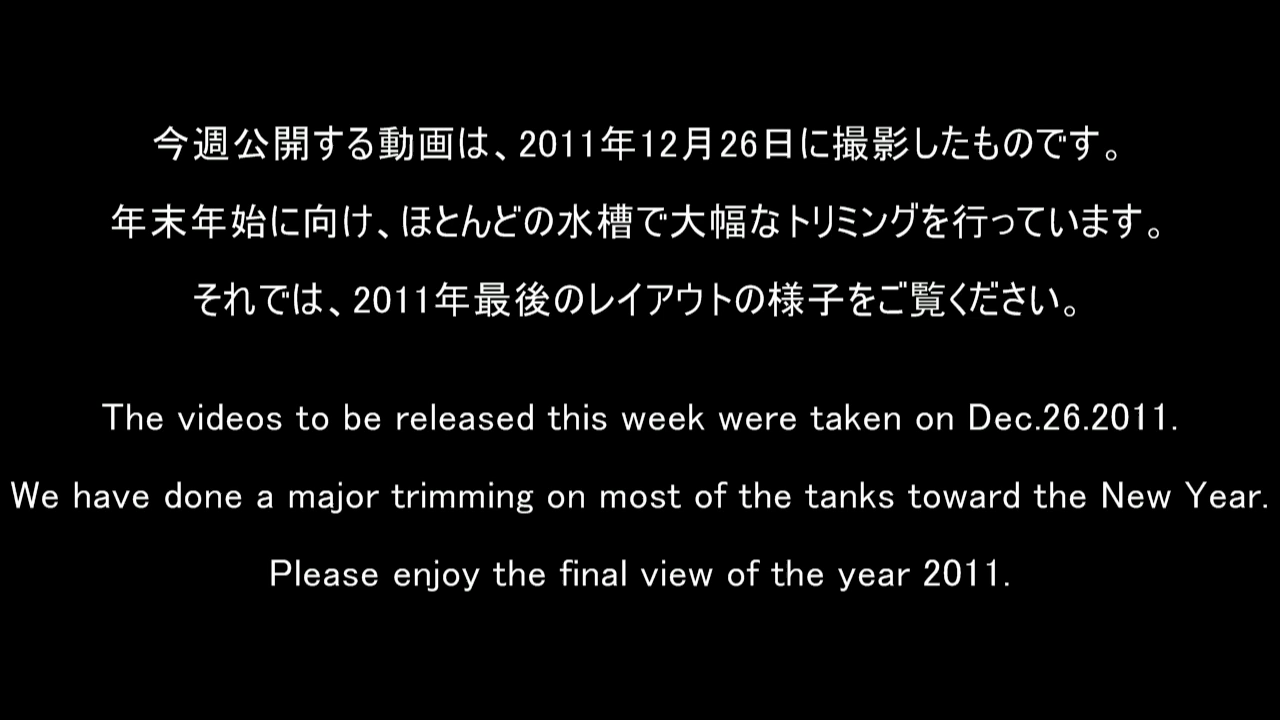 今週公開する動画は、2011年12月26日に撮影したものです。
年末年始に向け、ほとんどの水槽で大幅なトリミングを行っています。
それでは、2011年最後のレイアウトの様子をご覧ください。
The videos to be released this week were taken on Dec.26.2011.
We have done a major trimming on most of the tanks toward the New Year.
Please enjoy the final view of the year 2011.